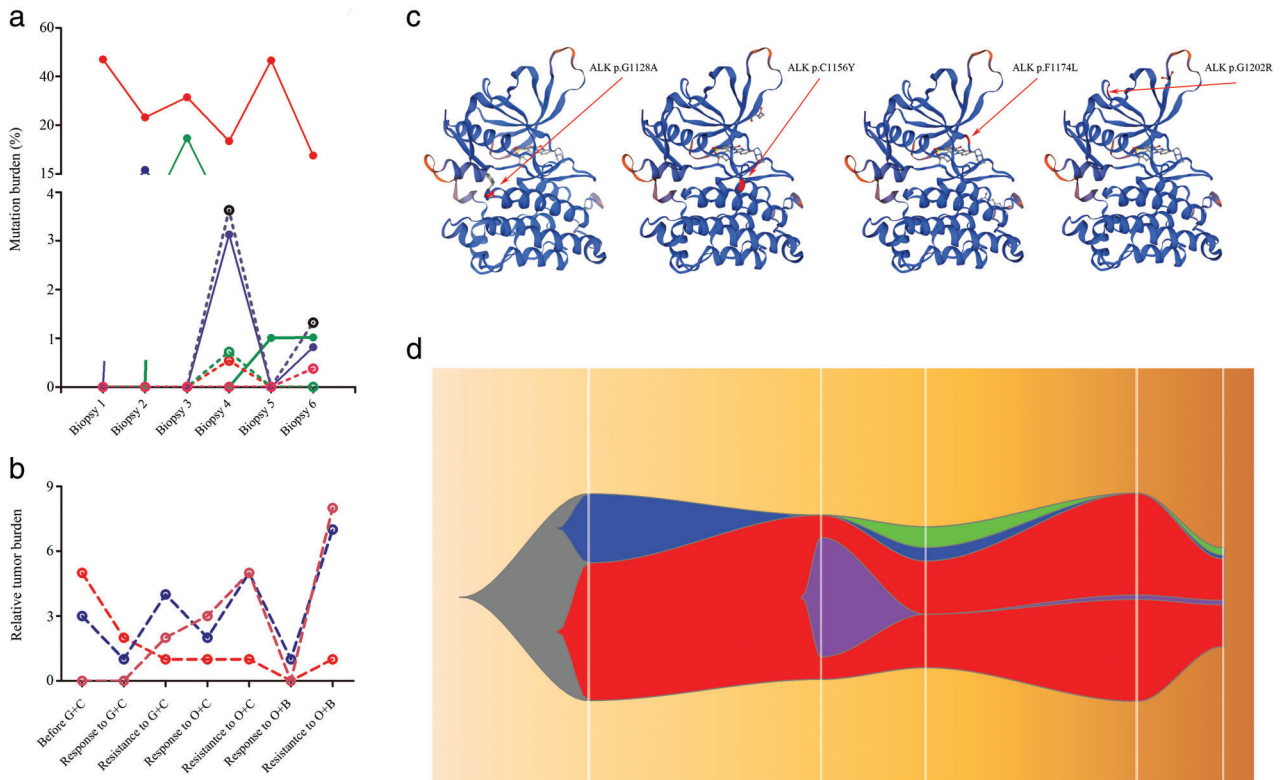 a
Mutation burden (%)
60
40
20
15
4
3
2
1
0
Biopsy 1
Biopsy 2
Biopsy 3
Biopsy 4
Biopsy 5
Biopsy 6
b
Relative tumor burden
9
6
3
0
Before G+C
Response to G+C
Resistance to G+C
Response to O+C
Resistantce to O+C
Response to O+B
Resistantce to O+B
c
ALK p.G1128A
ALK p.C1156Y
ALK p.F1174L
ALK p.G1202R
d